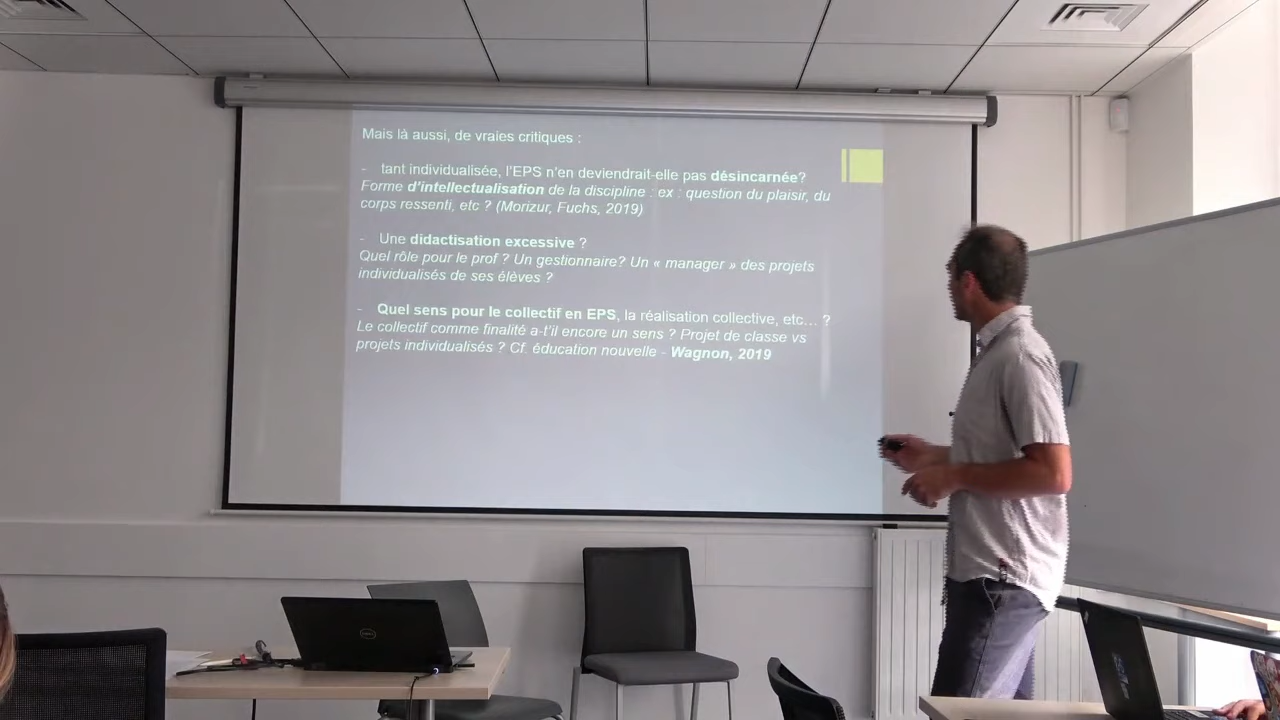 Mais là aussi, de vraies critiques :
- tant individualisée, l'EPS n'en deviendrait-elle pas désincarnée?
Forme d'intellectualisation de la discipline : ex : question du plaisir, du
corps ressenti, etc ? (Morizur, Fuchs, 2019)
- Une didactisation excessive ?
Quel rôle pour le prof ? Un gestionnaire? Un « manager » des projets
individualisés de ses élèves ?
- Quel sens pour le collectif en EPS, la réalisation collective, etc... ?
Le collectif comme finalité a-t'il encore un sens ? Projet de classe vs
projets individualisés ? Cf. éducation nouvelle - Wagnon, 2019
DELL